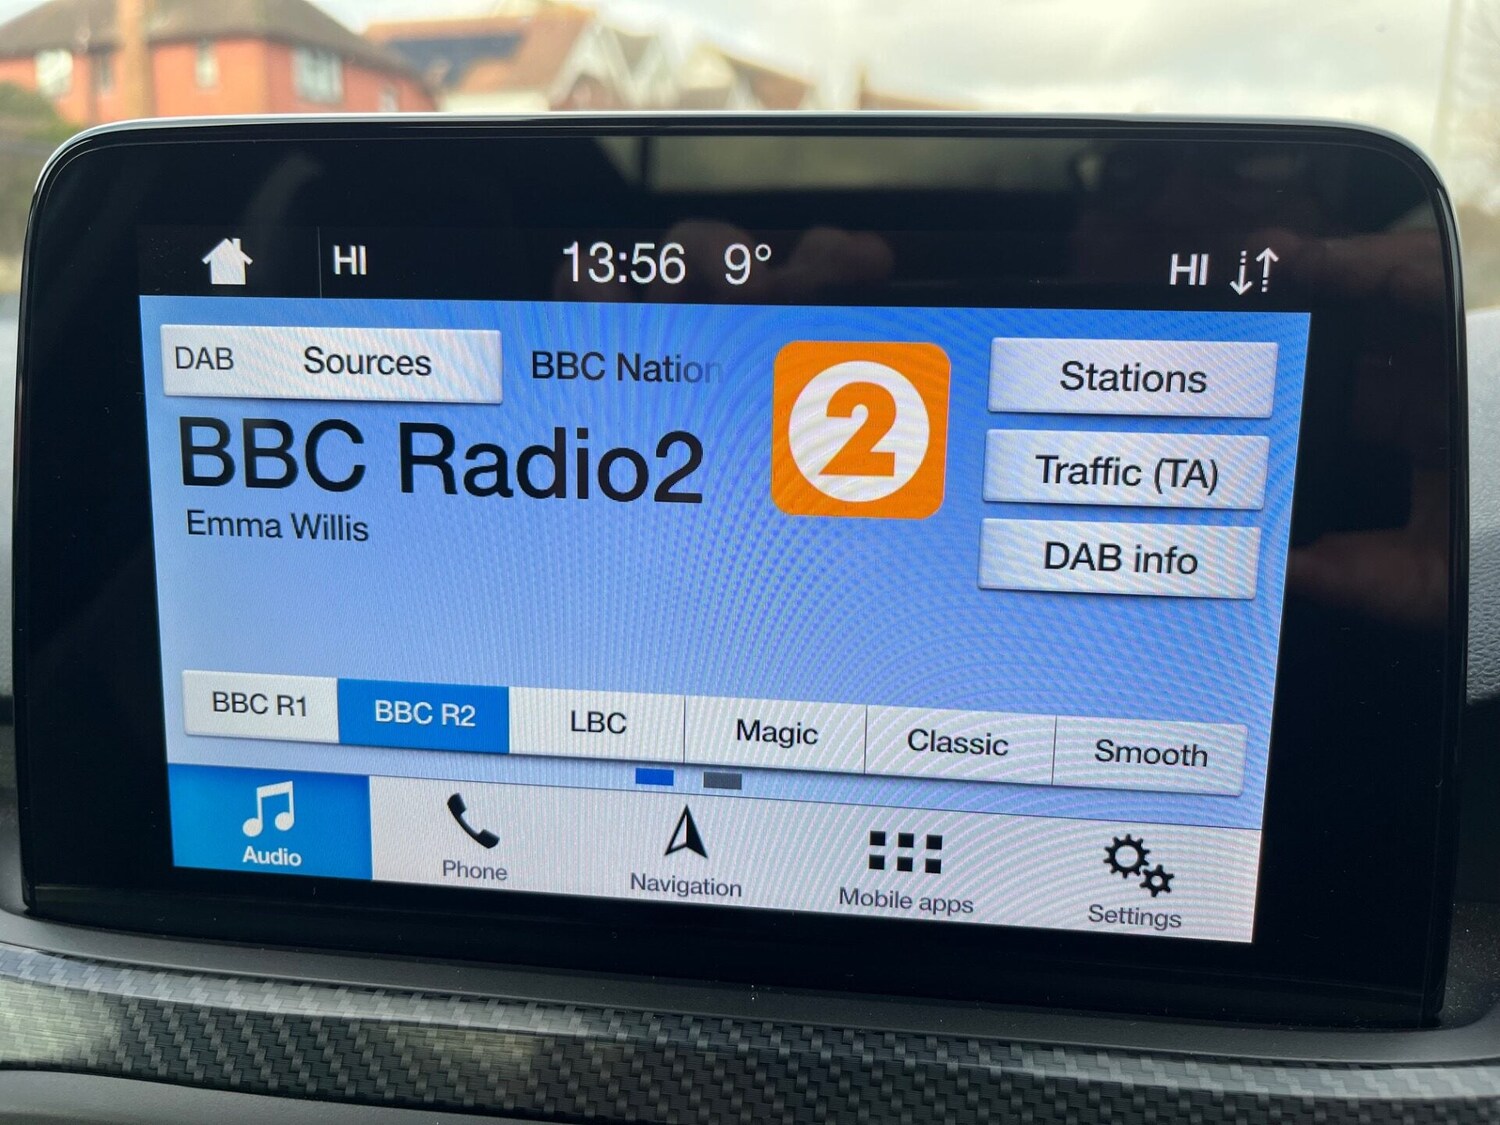 HI 13:56 9° HI
DAB Sources BBC Nation Stations
2
BBC Radio2
Emma Willis
Traffic (TA)
DAB info
BBC R1 BBC R2 LBC Magic Classic Smooth
Audio Phone Navigation Mobile apps Settings